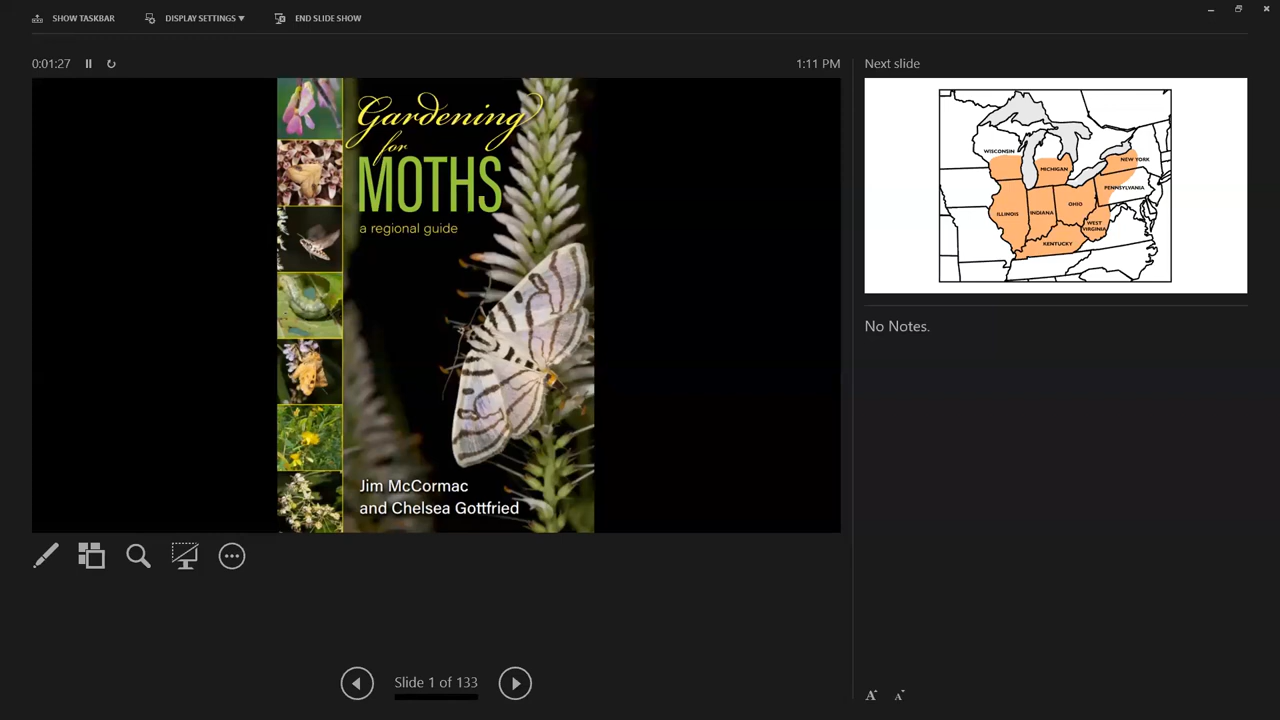 SHOW TASKBAR
DISPLAY SETTINGS ▼
END SLIDE SHOW
0:01:27
1:11 PM
Gardening
for
MOTHS
a regional guide
Jim McCormac
and Chelsea Gottfried
Slide 1 of 133
Next slide
WISCONSIN
MICHIGAN
NEW YORK
PENNSYLVANIA
ILLINOIS
INDIANA
OHIO
WEST
VIRGINIA
KENTUCKY
No Notes.
A
A